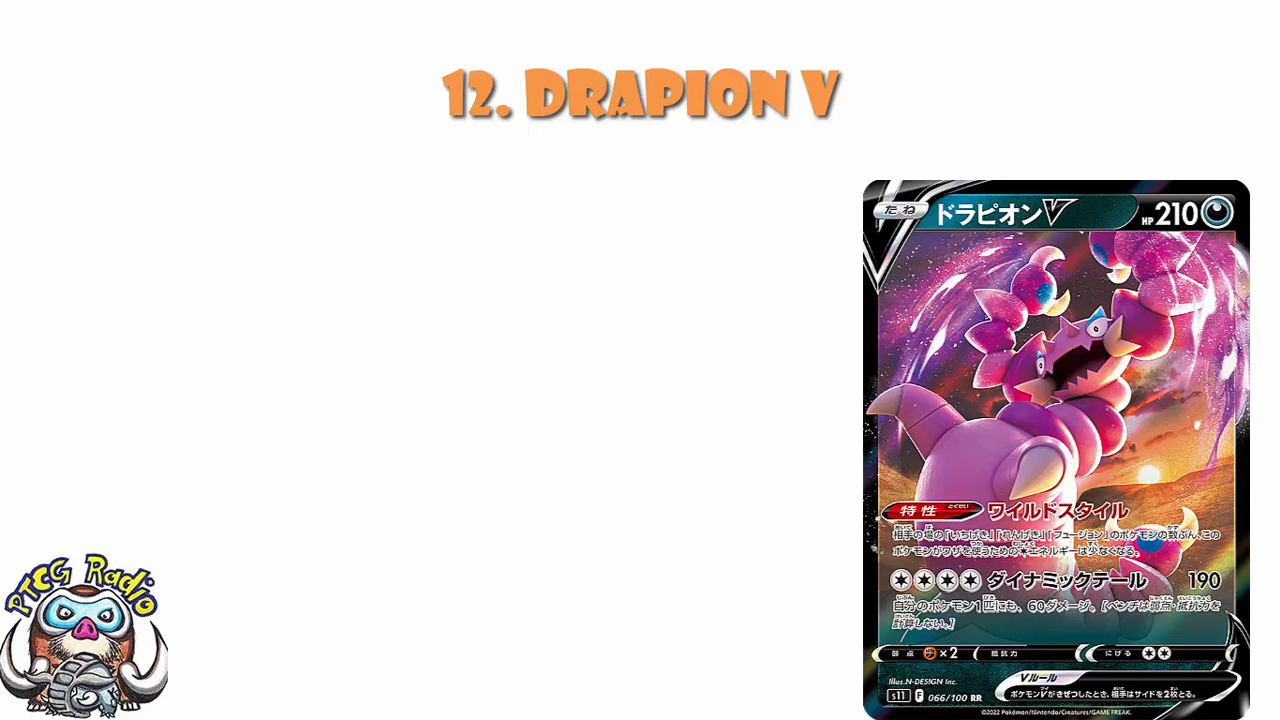 12. DRAPION V
たね ドラピオンV HP 210
特性 とくせい ワイルドスタイル
相手の場の「いちげき」「れんげき」「フュージョン」のポケモンの数ぶん、この
ポケモンがワザを使うためのエネルギーは少なくなる。
ダイナミックテール 190
自分のポケモン1匹にも、60ダメージ。[ベンチは弱点・抵抗力を
計算しない。]
弱点 ×2 抵抗力 にげる
Illus.N-DESIGN Inc.
Vルール
s11 F 066/100 RR
ポケモンVがきぜつしたとき、相手はサイドを2枚とる。
©2022 Pokémon/Nintendo/Creatures/GAME FREAK.
PTCG Radio